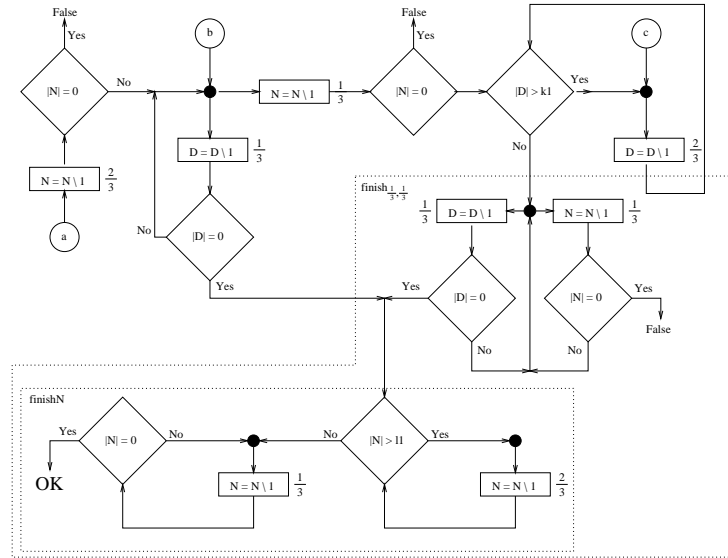 False
Yes
|N| = 0
No
N = N \ 1
2/3
a
b
N = N \ 1
1/3
D = D \ 1
1/3
No
|D| = 0
Yes
False
Yes
|N| = 0
|D| > k1
Yes
No
c
D = D \ 1
2/3
finish 1/3, 1/3
1/3
D = D \ 1
N = N \ 1
1/3
Yes
|D| = 0
No
|N| = 0
Yes
No
False
finishN
Yes
|N| = 0
No
OK
N = N \ 1
1/3
No
|N| > l1
Yes
N = N \ 1
2/3